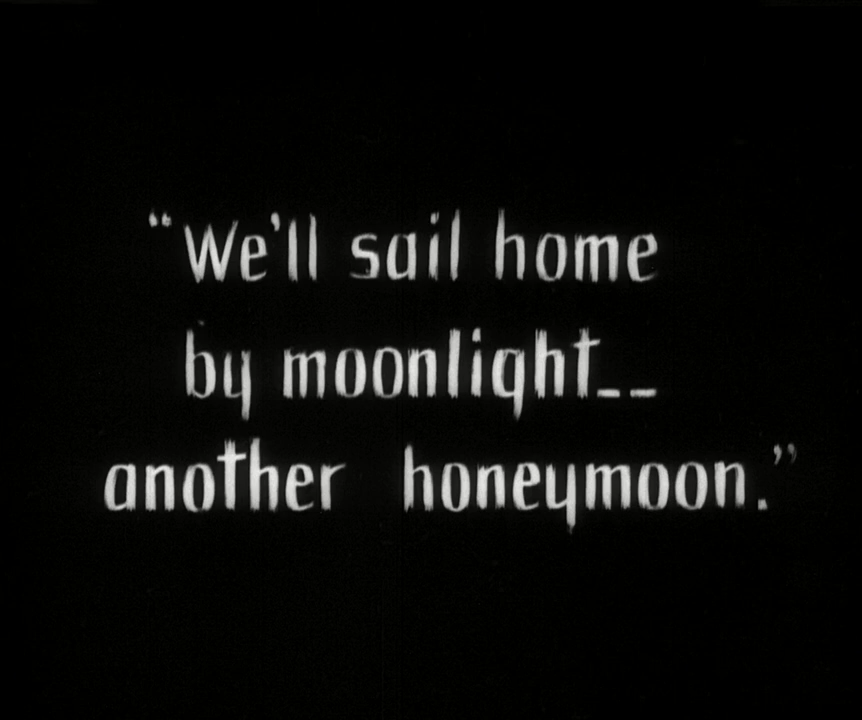 “We’ll sail home
by moonlight--
another honeymoon.”